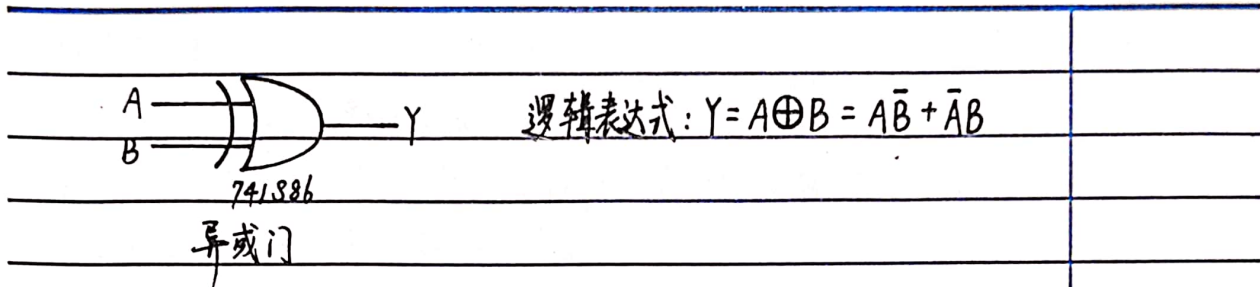 A
Y
逻辑表达式：Y = A⊕B = AB̄ + ĀB
B
74LS86
异或门